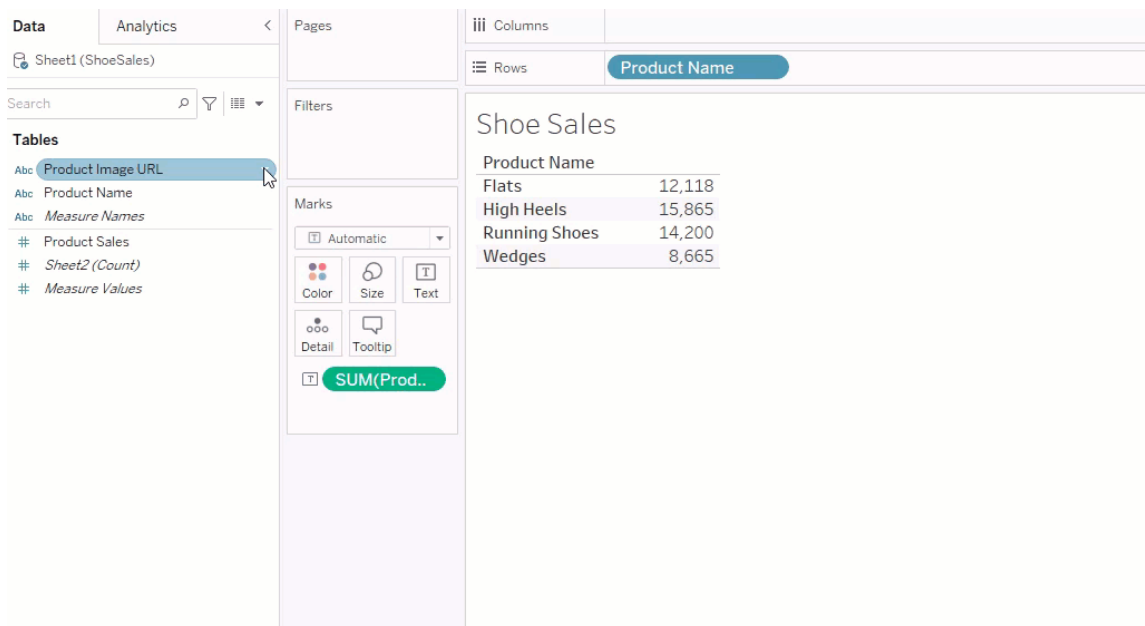 Data
Analytics
Sheet1 (ShoeSales)
Search
Tables
Abc Product Image URL
Abc Product Name
Abc Measure Names
# Product Sales
# Sheet2 (Count)
# Measure Values
Pages
Filters
Marks
T Automatic
Color Size T Text
Detail Tooltip
T SUM(Prod..
iii Columns
Rows Product Name
Shoe Sales
Product Name
Flats 12,118
High Heels 15,865
Running Shoes 14,200
Wedges 8,665